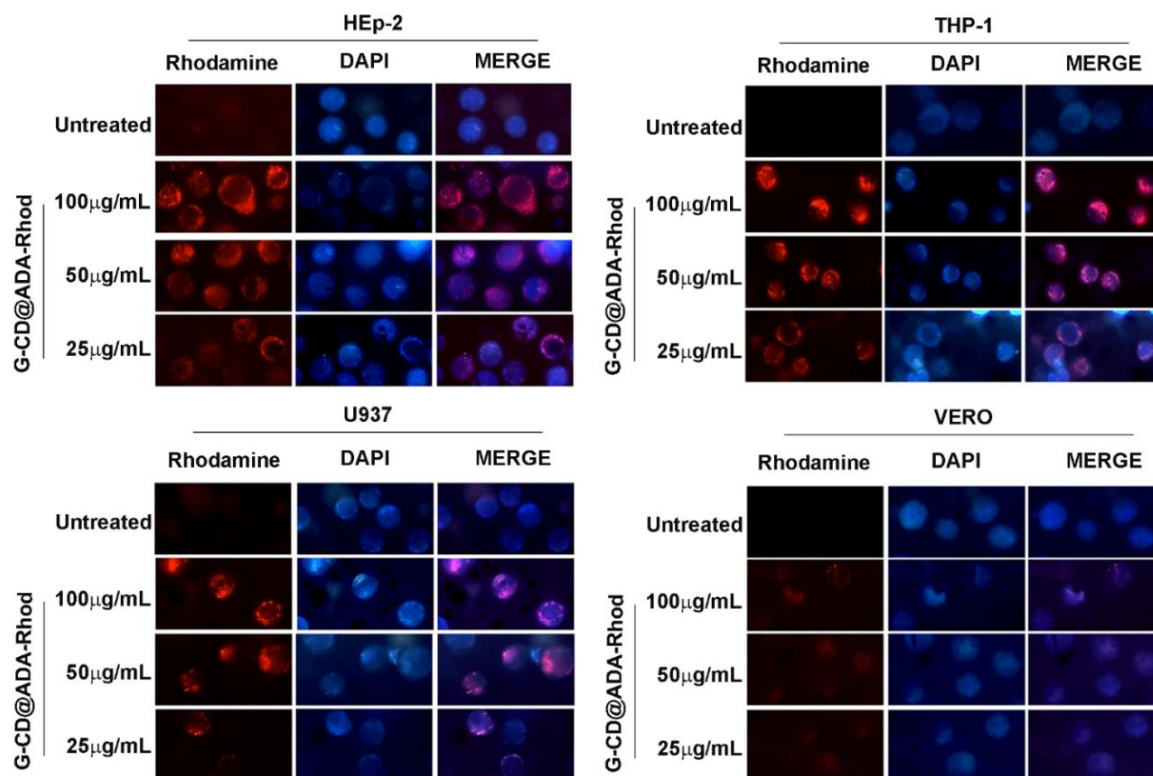 HEp-2
Rhodamine DAPI MERGE
Untreated
100μg/mL
50μg/mL
25μg/mL
G-CD@ADA-Rhod
THP-1
Rhodamine DAPI MERGE
Untreated
100μg/mL
50μg/mL
25μg/mL
G-CD@ADA-Rhod
U937
Rhodamine DAPI MERGE
Untreated
100μg/mL
50μg/mL
25μg/mL
G-CD@ADA-Rhod
VERO
Rhodamine DAPI MERGE
Untreated
100μg/mL
50μg/mL
25μg/mL
G-CD@ADA-Rhod